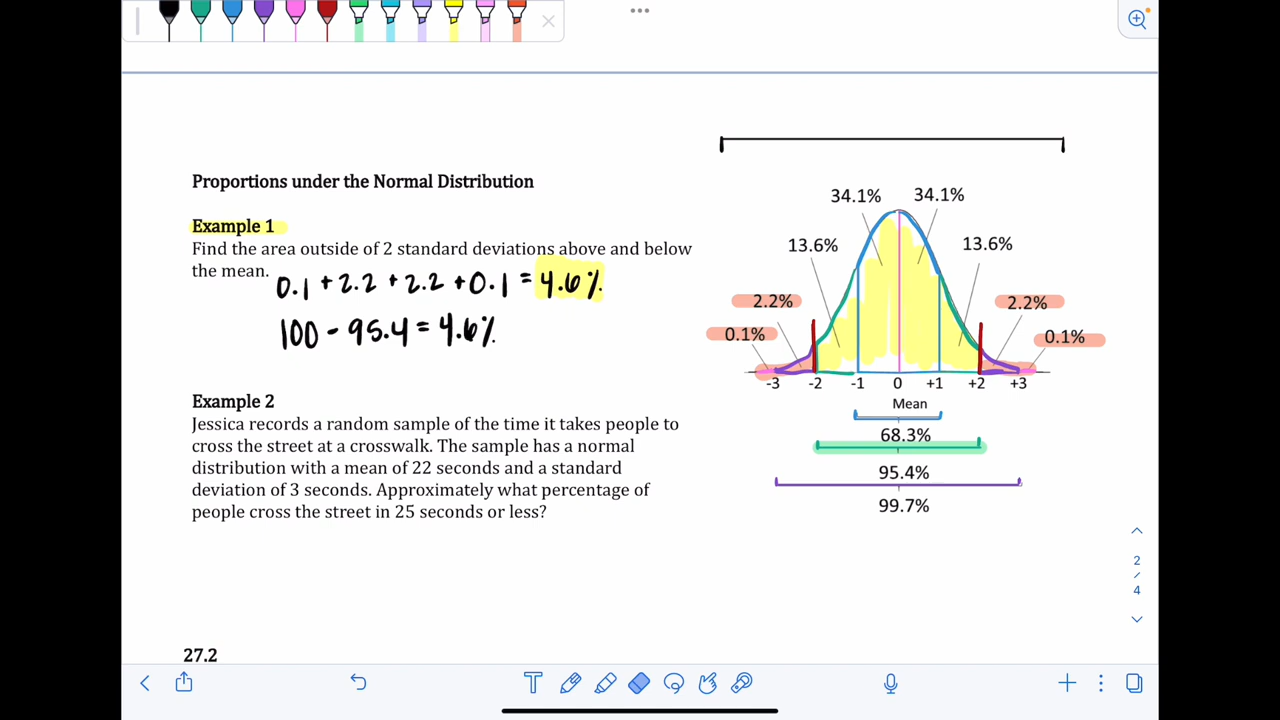 Proportions under the Normal Distribution
Example 1
Find the area outside of 2 standard deviations above and below
the mean.
0.1 + 2.2 + 2.2 + 0.1 = 4.6%
100 - 95.4 = 4.6%
Example 2
Jessica records a random sample of the time it takes people to
cross the street at a crosswalk. The sample has a normal
distribution with a mean of 22 seconds and a standard
deviation of 3 seconds. Approximately what percentage of
people cross the street in 25 seconds or less?
27.2
34.1% 34.1%
13.6% 13.6%
2.2% 2.2%
0.1% 0.1%
-3 -2 -1 0 +1 +2 +3
Mean
68.3%
95.4%
99.7%
2
/
4
T